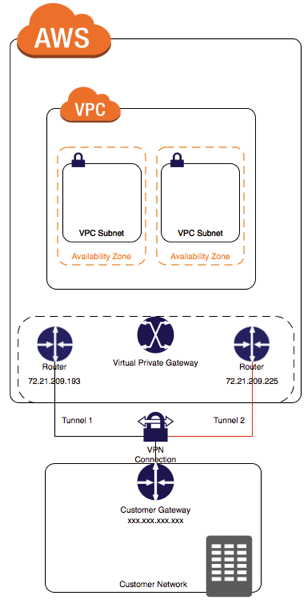 AWS
VPC
VPC Subnet
VPC Subnet
Availability Zone
Availability Zone
Router
72.21.209.193
Virtual Private Gateway
Router
72.21.209.225
Tunnel 1
Tunnel 2
VPN
Connection
Customer Gateway
xxx.xxx.xxx.xxx
Customer Network